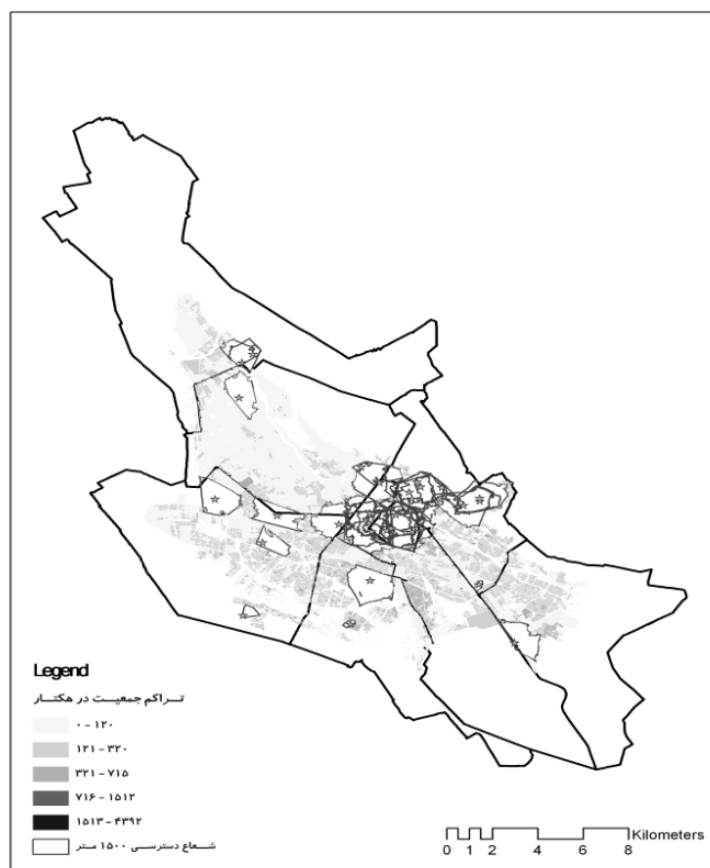 Legend
تراکم جمعیت در هکتار
۰ - ۱۲۰
۱۲۱ - ۳۲۰
۳۲۱ - ۷۱۵
۷۱۶ - ۱۵۱۲
۱۵۱۳ - ۴۳۹۲
شعاع دسترسی ۱۵۰۰ متر
Kilometers
0 1 2 4 6 8